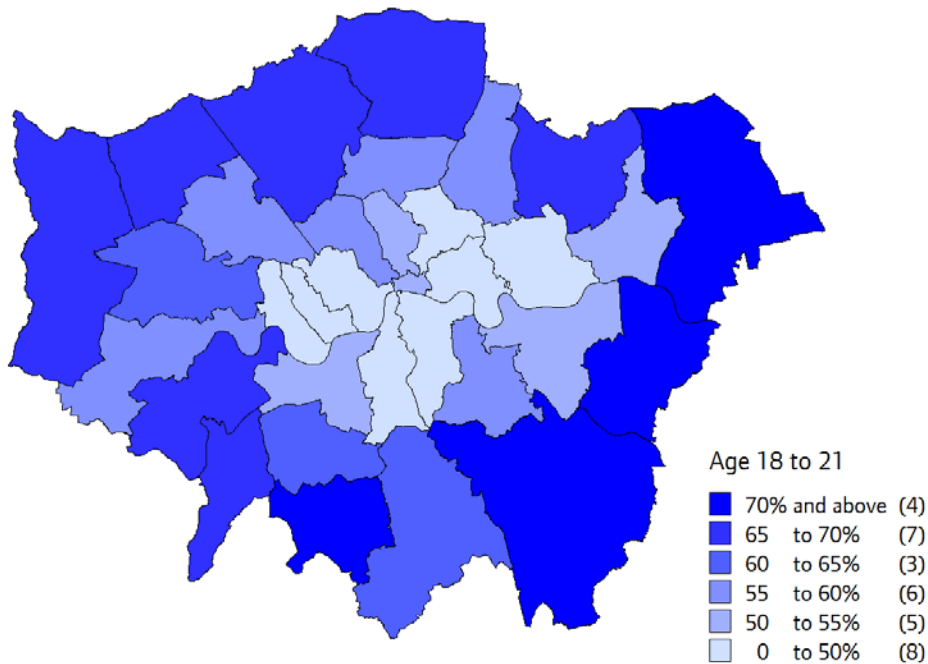 Age 18 to 21
70% and above (4)
65 to 70% (7)
60 to 65% (3)
55 to 60% (6)
50 to 55% (5)
0 to 50% (8)